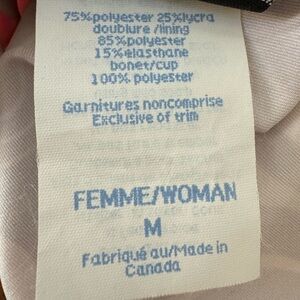 75%polyester 25%lycra
doublure /lining
85%polyester
15%elasthane
bonet/cup
100% polyester
Garnitures noncomprise
Exclusive of trim
FEMME/WOMAN
M
Fabriqué au/Made in
Canada